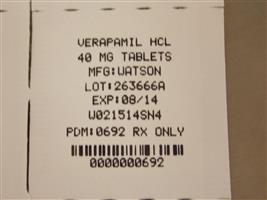 VERAPAMIL HCL
40 MG TABLETS
MFG:WATSON
LOT:263666A
EXP:08/14
W021514SN4
PDM:0692 RX ONLY
0000000692